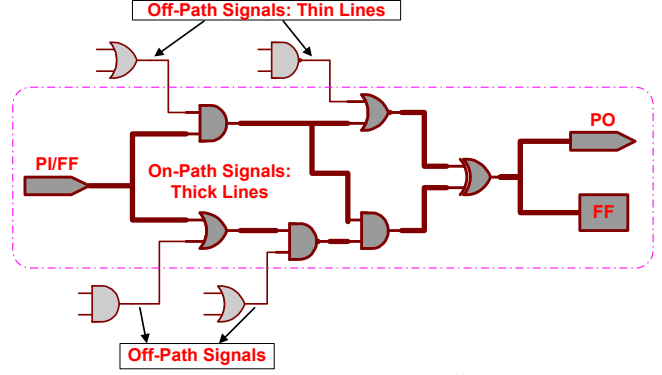 Off-Path Signals: Thin Lines
PI/FF
On-Path Signals:
Thick Lines
PO
FF
Off-Path Signals